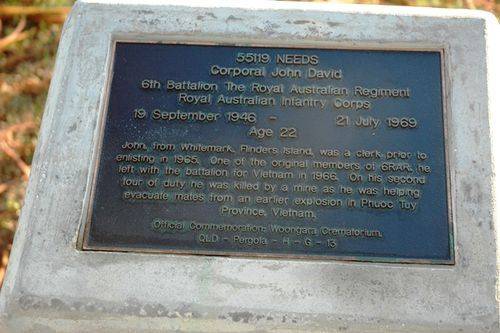 55119 NEEDS
Corporal John David
6th Battalion The Royal Australian Regiment
Royal Australian Infantry Corps
19 September 1946 - 21 July 1969
Age 22
John, from Whitemark, Flinders Island, was a clerk prior to
enlisting in 1965. One of the original members of 6RAR, he
left with the battalion for Vietnam in 1966. On his second
tour of duty he was killed by a mine as he was helping
evacuate mates from an earlier explosion in Phuoc Tuy
Province, Vietnam.
Official Commemoration: Woongarra Crematorium,
QLD - Pergola - H - G - 13